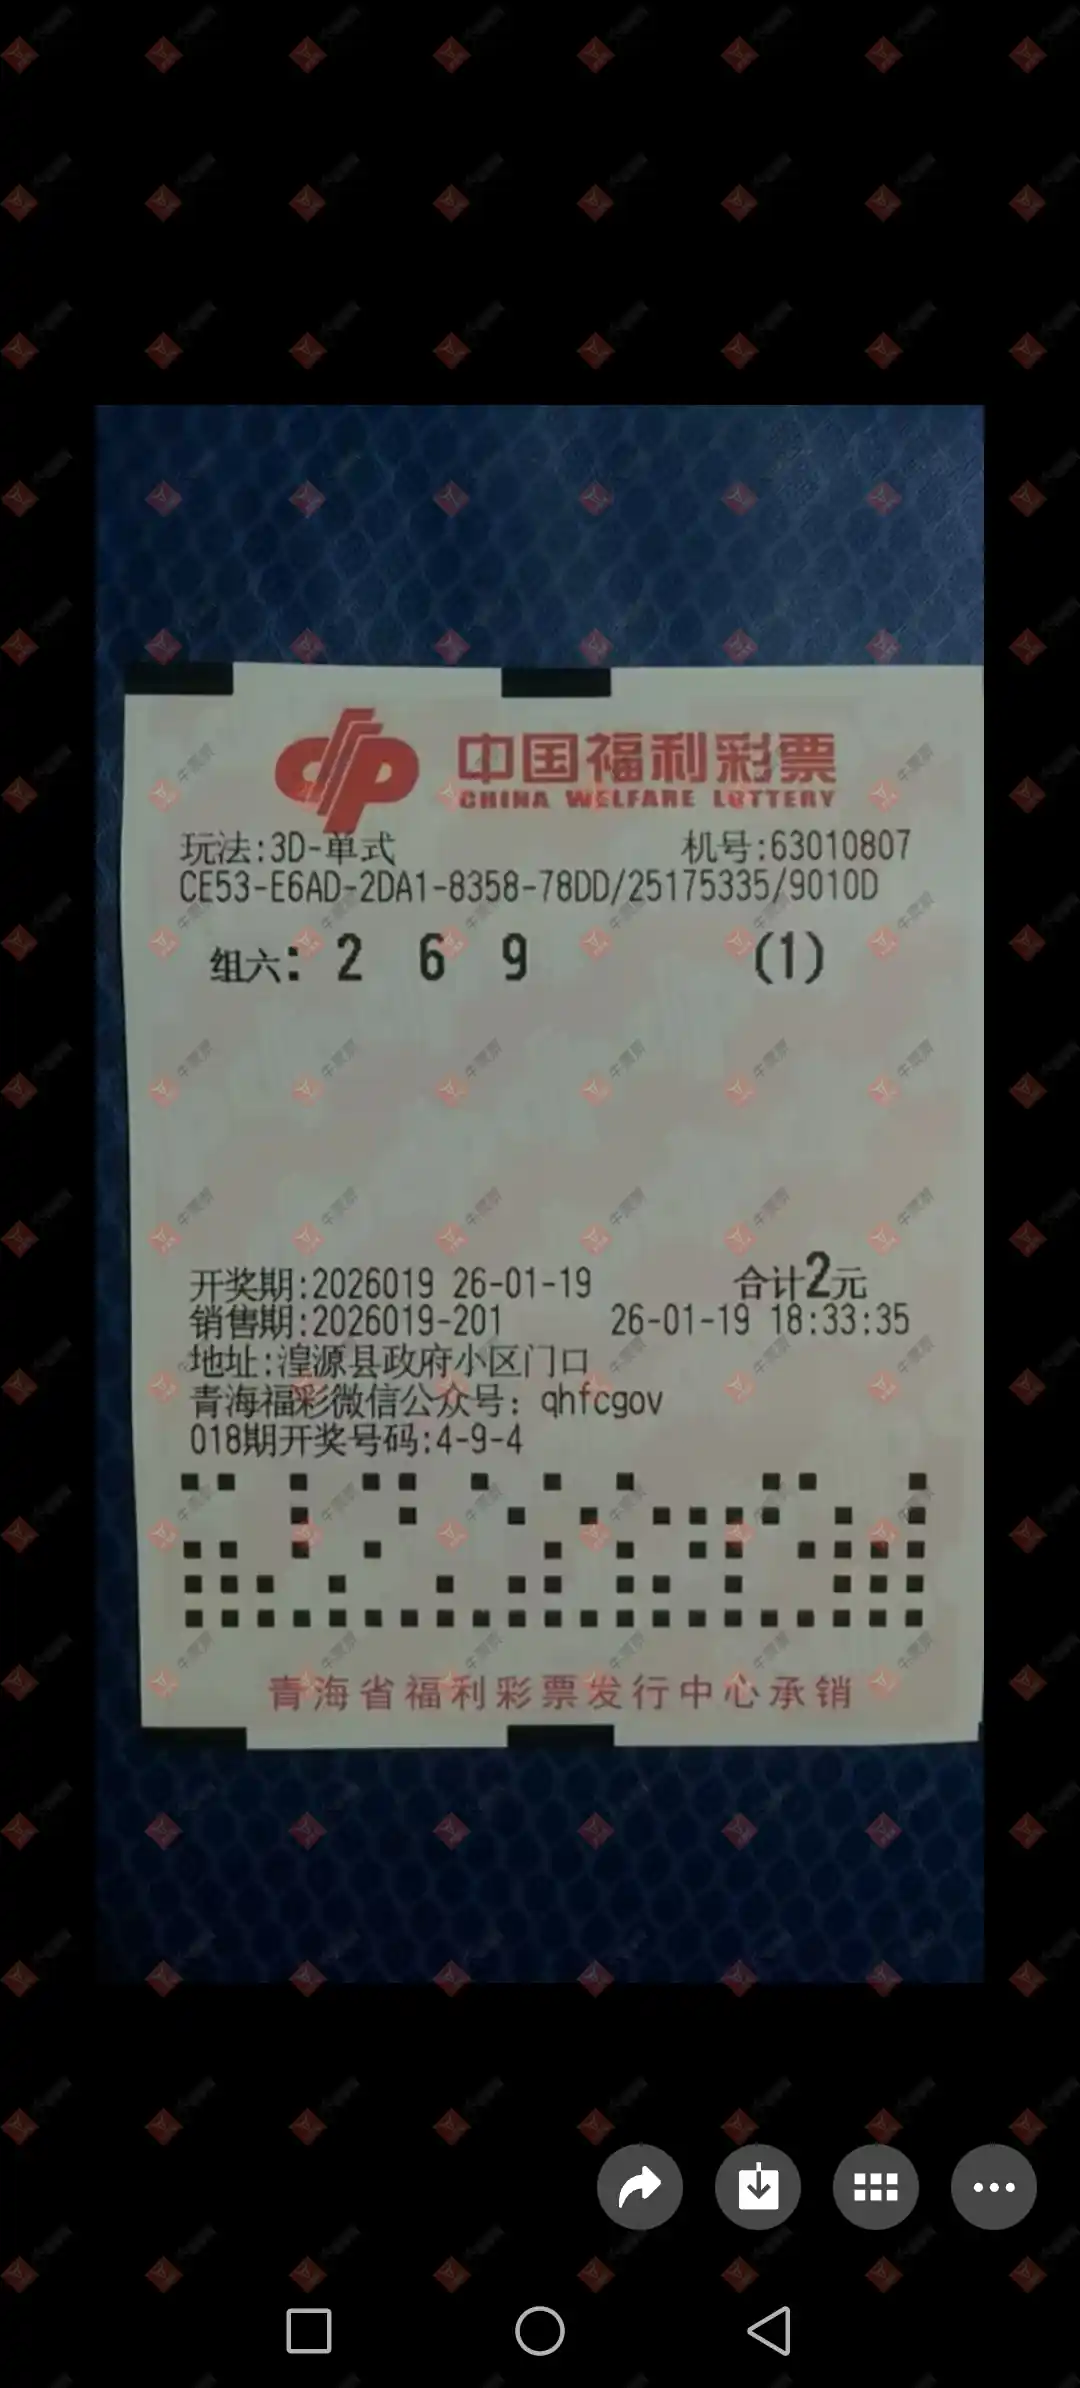 中国福利彩票
CHINA WELFARE LOTTERY
玩法:3D-单式 机号:63010807
CE53-E6AD-2DA1-8358-78DD/25175335/9010D
组六: 2 6 9 (1)
开奖期:2026019 26-01-19 合计2元
销售期:2026019-201 26-01-19 18:33:35
地址:湟源县政府小区门口
青海福彩微信公众号: qhfcgov
018期开奖号码:4-9-4
青海省福利彩票发行中心承销